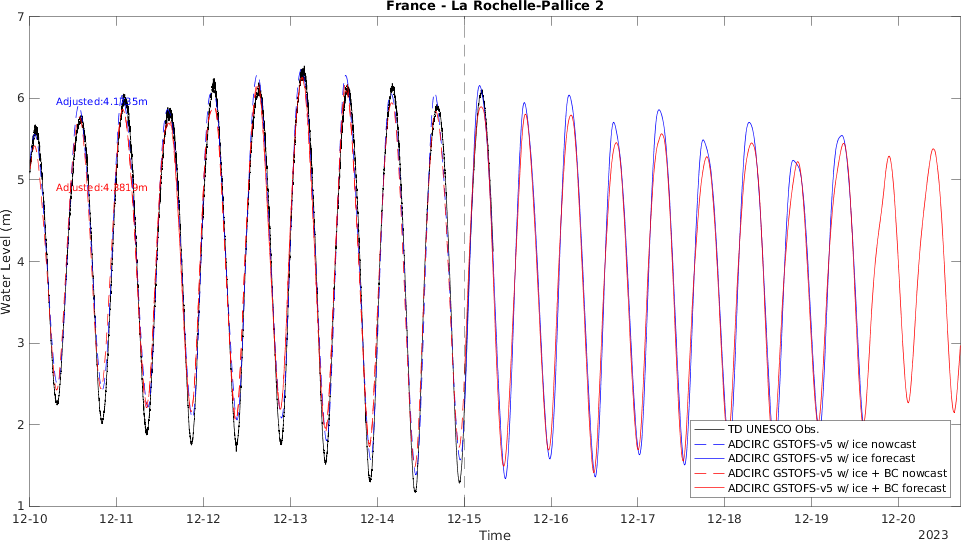 France - La Rochelle-Pallice 2
7
6
5
4
3
2
1
Water Level (m)
Adjusted:4.1535m
Adjusted:4.3819m
TD UNESCO Obs.
ADCIRC GSTOFS-v5 w/ ice nowcast
ADCIRC GSTOFS-v5 w/ ice forecast
ADCIRC GSTOFS-v5 w/ ice + BC nowcast
ADCIRC GSTOFS-v5 w/ ice + BC forecast
12-10 12-11 12-12 12-13 12-14 12-15 12-16 12-17 12-18 12-19 12-20
Time
2023